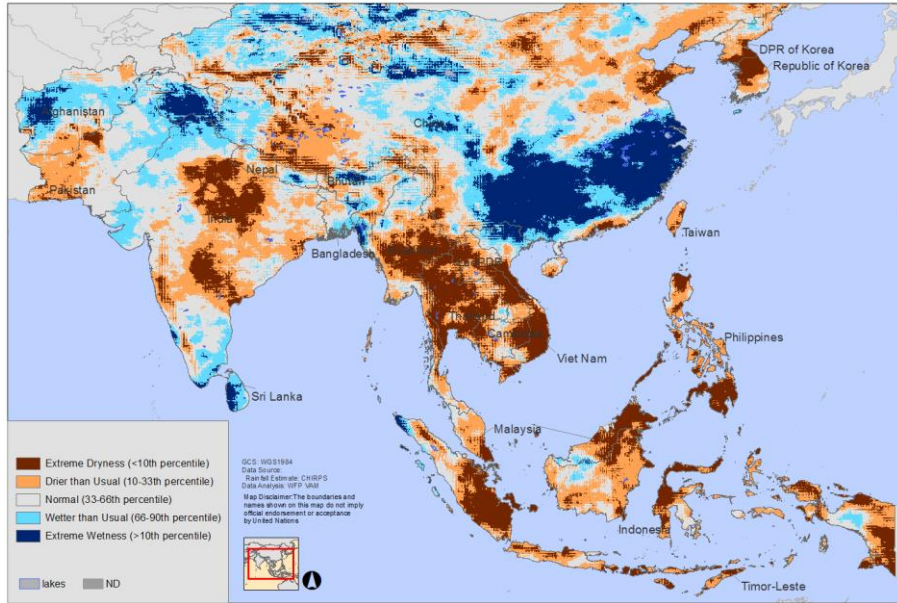 DPR of Korea
Republic of Korea
Afghanistan
China
Pakistan
Nepal
Bhutan
India
Bangladesh
Taiwan
Thailand
Cambodia
Viet Nam
Philippines
Sri Lanka
Malaysia
Indonesia
Timor-Leste
Extreme Dryness (<10th percentile)
Drier than Usual (10-33th percentile)
Normal (33-66th percentile)
Wetter than Usual (66-90th percentile)
Extreme Wetness (>10th percentile)
lakes
ND
GCS: WGS1984
Data Source:
Rainfall Estimate: CHIRPS
Data Analysis: WFP VAM
Map Disclaimer:The boundaries and
names shown on this map do not imply
official endorsement or acceptance
by United Nations